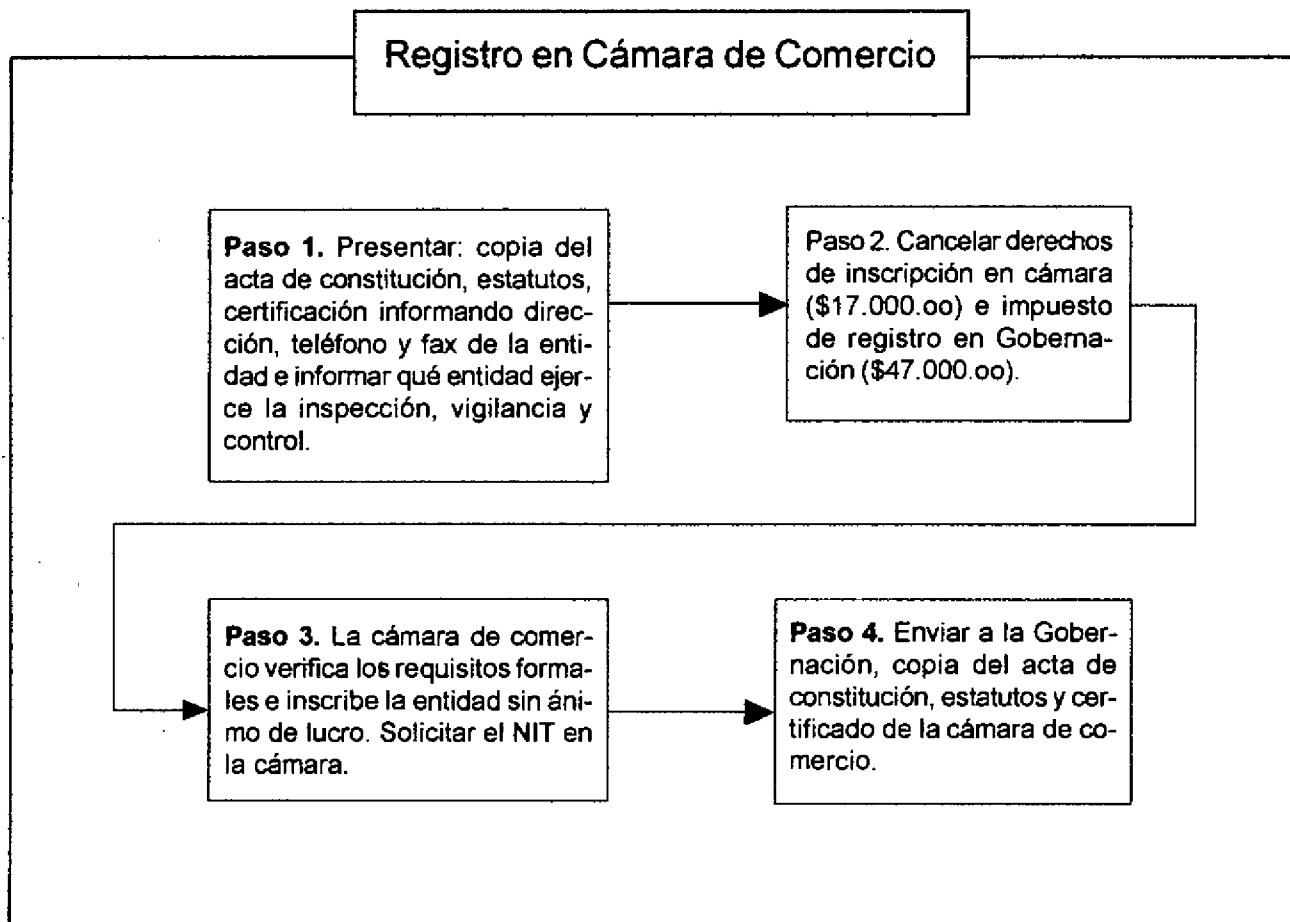 Registro en Cámara de Comercio
Paso 1. Presentar: copia del
acta de constitución, estatutos,
certificación informando direc-
ción, teléfono y fax de la enti-
dad e informar qué entidad ejer-
ce la inspección, vigilancia y
control.
Paso 2. Cancelar derechos
de inscripción en cámara
($17.000.oo) e impuesto
de registro en Goberna-
ción ($47.000.oo).
Paso 3. La cámara de comer-
cio verifica los requisitos forma-
les e inscribe la entidad sin áni-
mo de lucro. Solicitar el NIT en
la cámara.
Paso 4. Enviar a la Gober-
nación, copia del acta de
constitución, estatutos y cer-
tificado de la cámara de co-
mercio.